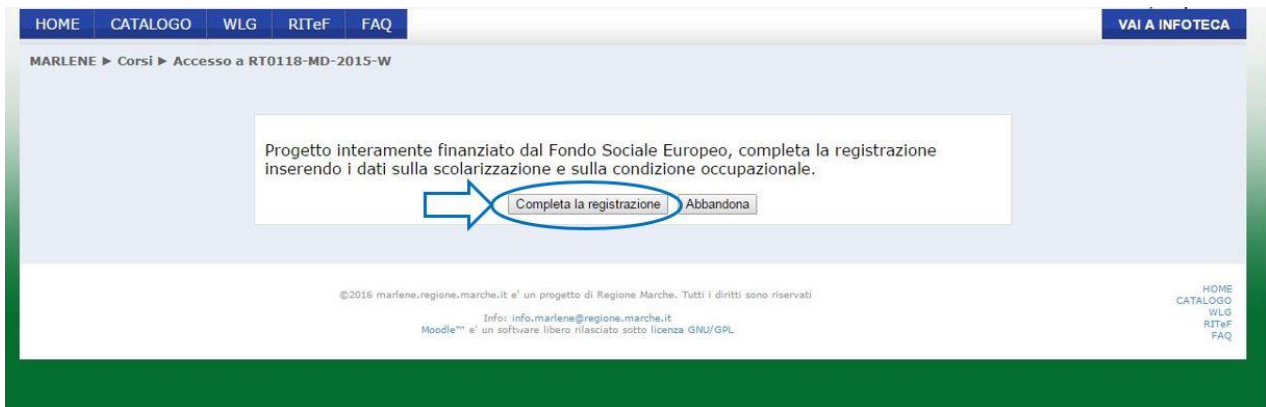 HOME CATALOGO WLG RITeF FAQ VAI A INFOTECA
MARLENE ► Corsi ► Accesso a RT0118-MD-2015-W
Progetto interamente finanziato dal Fondo Sociale Europeo, completa la registrazione
inserendo i dati sulla scolarizzazione e sulla condizione occupazionale.
Completa la registrazione Abbandona
©2016 marlene.regione.marche.it e' un progetto di Regione Marche. Tutti i diritti sono riservati
Info: info.marlene@regione.marche.it
Moodle™ e' un software libero rilasciato sotto licenza GNU/GPL
HOME
CATALOGO
WLG
RITeF
FAQ